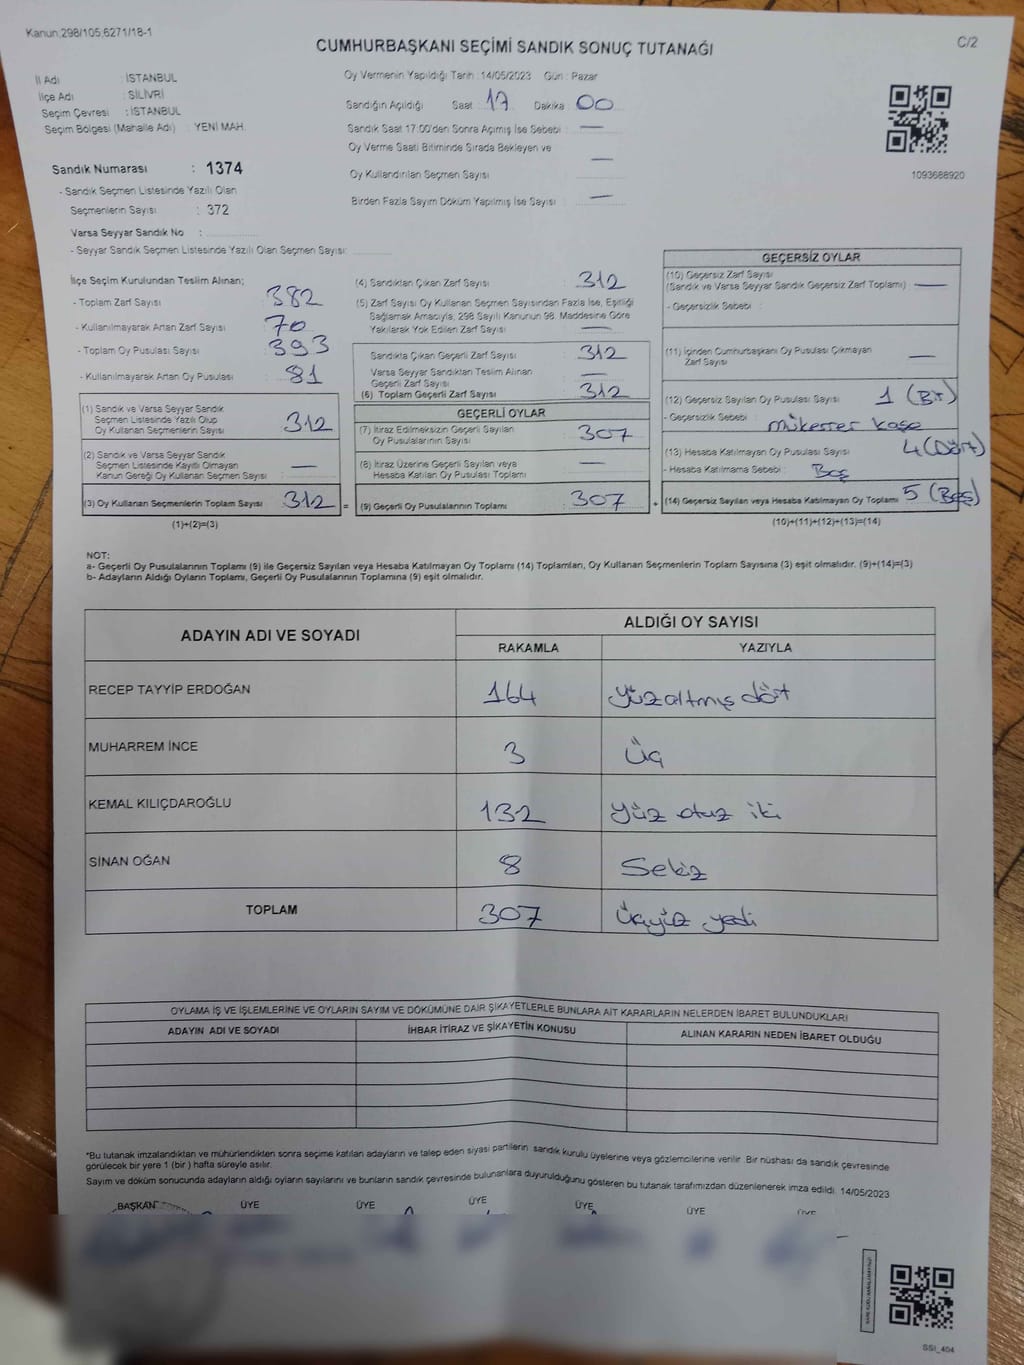 Kanun:298/105,6271/18-1
C/2
CUMHURBAŞKANI SEÇİMİ SANDIK SONUÇ TUTANAĞI
İl Adı : İSTANBUL
İlçe Adı : SİLİVRİ
Seçim Çevresi : İSTANBUL
Seçim Bölgesi (Mahalle Adı) : YENİ MAH.
Oy Vermenin Yapıldığı Tarih : 14/05/2023 Gün : Pazar
Sandığın Açıldığı Saat : 17 Dakika : 00
Sandık Saat 17:00'den Sonra Açımış İse Sebebi : —
Oy Verme Saati Bitiminde Sırada Bekleyen ve
Oy Kullandırılan Seçmen Sayısı —
Birden Fazla Sayım Döküm Yapılmış İse Sayısı : —
1093688920
Sandık Numarası : 1374
- Sandık Seçmen Listesinde Yazılı Olan
Seçmenlerin Sayısı : 372
Varsa Seyyar Sandık No :
- Seyyar Sandık Seçmen Listesinde Yazılı Olan Seçmen Sayısı:
İlçe Seçim Kurulundan Teslim Alınan;
- Toplam Zarf Sayısı : 382
- Kullanılmayarak Artan Zarf Sayısı : 70
- Toplam Oy Pusulası Sayısı : 393
- Kullanılmayarak Artan Oy Pusulası : 81
(1) Sandık ve Varsa Seyyar Sandık
Seçmen Listesinde Yazılı Olup
Oy Kullanan Seçmenlerin Sayısı : 312
(2) Sandık ve Varsa Seyyar Sandık
Seçmen Listesinde Kayıtlı Olmayan
Kanun Gereği Oy Kullanan Seçmen Sayısı : —
(3) Oy Kullanan Seçmenlerin Toplam Sayısı : 312 =
(1)+(2)=(3)
(4) Sandıktan Çıkan Zarf Sayısı : 312
(5) Zarf Sayısı Oy Kullanan Seçmen Sayısından Fazla İse, Eşitliği
Sağlamak Amacıyla, 298 Sayılı Kanunun 98. Maddesine Göre
Yakılarak Yok Edilen Zarf Sayısı : —
Sandıkta Çıkan Geçerli Zarf Sayısı : 312
Varsa Seyyar Sandıktan Teslim Alınan
Geçerli Zarf Sayısı : —
(6) Toplam Geçerli Zarf Sayısı : 312
GEÇERLİ OYLAR
(7) İtiraz Edilmeksizin Geçerli Sayılan
Oy Pusulalarının Sayısı : 307
(8) İtiraz Üzerine Geçerli Sayılan veya
Hesaba Katılan Oy Pusulaları Toplamı : —
(9) Geçerli Oy Pusulalarının Toplamı : 307 +
GEÇERSİZ OYLAR
(10) Geçersiz Zarf Sayısı
(Sandık ve Varsa Seyyar Sandık Geçersiz Zarf Toplamı) : —
- Geçersizlik Sebebi :
(11) İçinden Cumhurbaşkanı Oy Pusulası Çıkmayan
Zarf Sayısı : —
(12) Geçersiz Sayılan Oy Pusulası Sayısı : 1 (Bir)
- Geçersizlik Sebebi : mükerrer kaşe
(13) Hesaba Katılmayan Oy Pusulası Sayısı : 4 (Dört)
- Hesaba Katılmama Sebebi : Boş
(14) Geçersiz Sayılan veya Hesaba Katılmayan Oy Toplamı : 5 (Beş)
(10)+(11)+(12)+(13)=(14)
NOT:
a- Geçerli Oy Pusulalarının Toplamı (9) ile Geçersiz Sayılan veya Hesaba Katılmayan Oy Toplamı (14) Toplamları, Oy Kullanan Seçmenlerin Toplam Sayısına (3) eşit olmalıdır. (9)+(14)=(3)
b- Adayların Aldığı Oyların Toplamı, Geçerli Oy Pusulalarının Toplamına (9) eşit olmalıdır.
ADAYIN ADI VE SOYADI
ALDIĞI OY SAYISI
RAKAMLA YAZIYLA
RECEP TAYYİP ERDOĞAN 164 yüzaltmış dört
MUHARREM İNCE 3 üç
KEMAL KILIÇDAROĞLU 132 yüz otuz iki
SİNAN OĞAN 8 Sekiz
TOPLAM 307 üçyüz yedi
OYLAMA İŞ VE İŞLEMLERİNE VE OYLARIN SAYIM VE DÖKÜMÜNE DAİR ŞİKAYETLERLE BUNLARA AİT KARARLARIN NELERDEN İBARET BULUNDUKLARI
ADAYIN ADI VE SOYADI İHBAR İTİRAZ VE ŞİKAYETİN KONUSU ALINAN KARARIN NEDEN İBARET OLDUĞU
*Bu tutanak imzalandıktan ve mühürlendikten sonra seçime katılan adayların ve talep eden siyasi partilerin sandık kurulu üyelerine veya gözlemcilerine verilir. Bir nüshası da sandık çevresinde
görülecek bir yere 1 (bir ) hafta süreyle asılır.
Sayım ve döküm sonucunda adayların aldığı oyların sayılarını ve bunların sandık çevresinde bulunanlara duyurulduğunu gösteren bu tutanak tarafımızdan düzenlenerek imza edildi. 14/05/2023
BAŞKAN ÜYE ÜYE ÜYE ÜYE ÜYE ÜYE
SSI_404